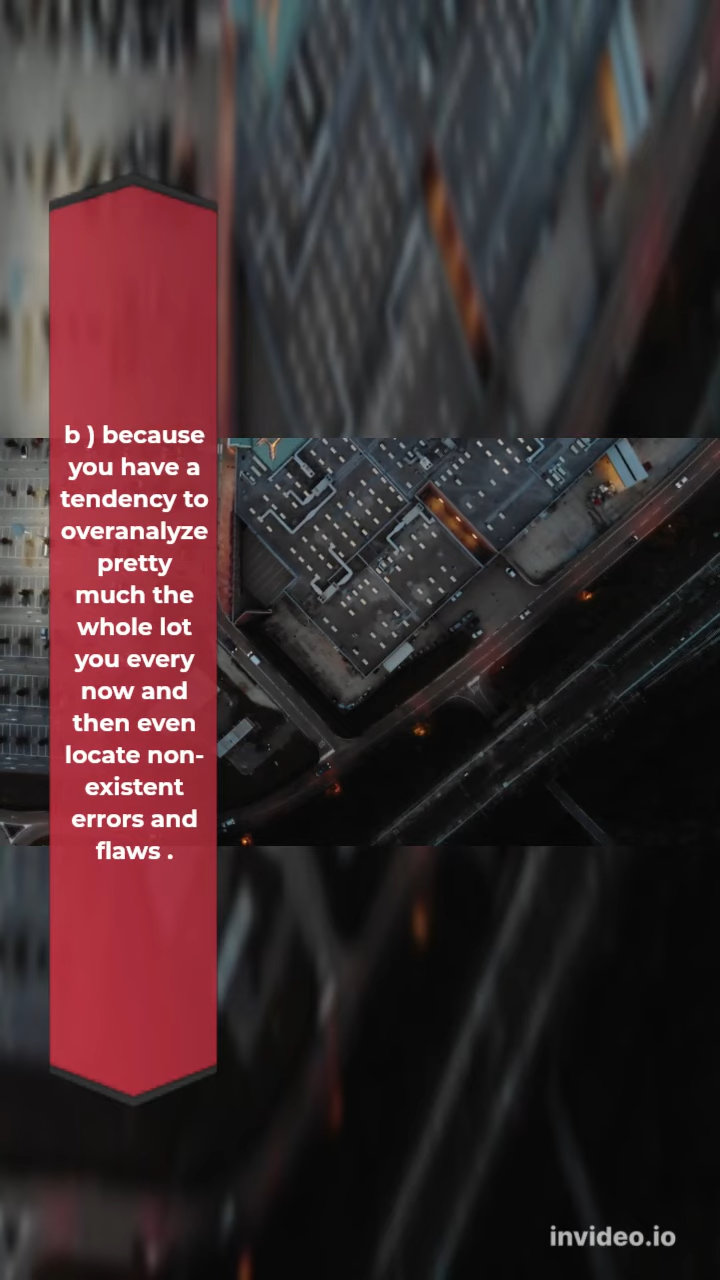 b ) because
you have a
tendency to
overanalyze
pretty
much the
whole lot
you every
now and
then even
locate non-
existent
errors and
flaws .
invideo.io